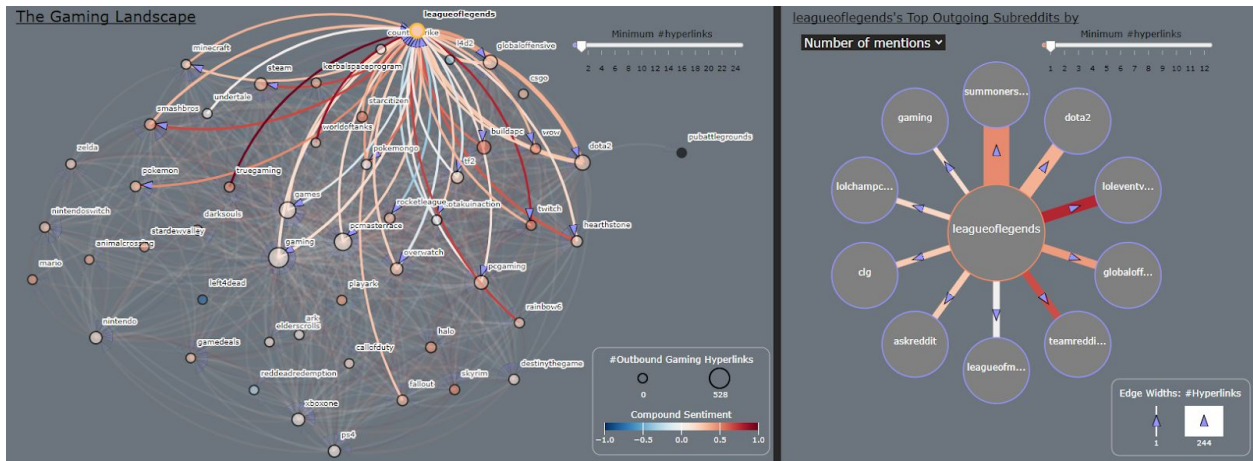 The Gaming Landscape
leagueoflegends
minecraft
l4d2
globaloffensive
steam
kerbalspaceprogram
csgo
undertale
starcitizen
smashbros
worldoftanks
buildapc
wow
pubattlegrounds
zelda
pokemongo
dota2
tf2
pokemon
truegaming
games
rocketleague
otakuinaction
nintendoswitch
darksouls
twitch
hearthstone
stardewvalley
pcmasterrace
animalcrossing
gaming
overwatch
mario
pcgaming
left4dead
playark
rainbow6
nintendo
ark
elderscrolls
halo
gamedeals
callofduty
destinythegame
reddeadredemption
fallout
skyrim
xboxone
ps4
Minimum #hyperlinks
2 4 6 8 10 12 14 16 18 20 22 24
#Outbound Gaming Hyperlinks
0 528
Compound Sentiment
−1.0 −0.5 0.0 0.5 1.0
leagueoflegends's Top Outgoing Subreddits by
Number of mentions
Minimum #hyperlinks
1 2 3 4 5 6 7 8 9 10 11 12
summoners...
gaming
dota2
lolchampc...
loleventv...
leagueoflegends
clg
globaloff...
askreddit
teamreddi...
leagueofm...
Edge Widths: #Hyperlinks
1 244